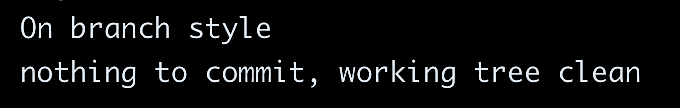 On branch style
nothing to commit, working tree clean